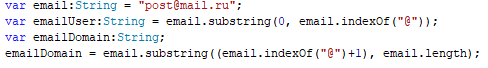 var email:String = "post@mail.ru";
var emailUser:String = email.substring(0, email.indexOf("@"));
var emailDomain:String;
emailDomain = email.substring((email.indexOf("@")+1), email.length);